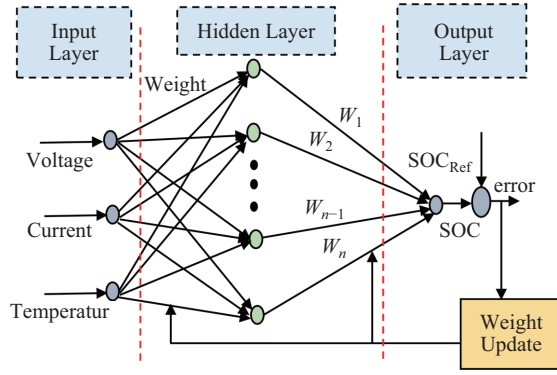 Input
Layer
Hidden Layer
Output
Layer
Weight
W1
Voltage
W2
SOCRef
error
Wn−1
SOC
Current
Wn
Temperatur
Weight
Update